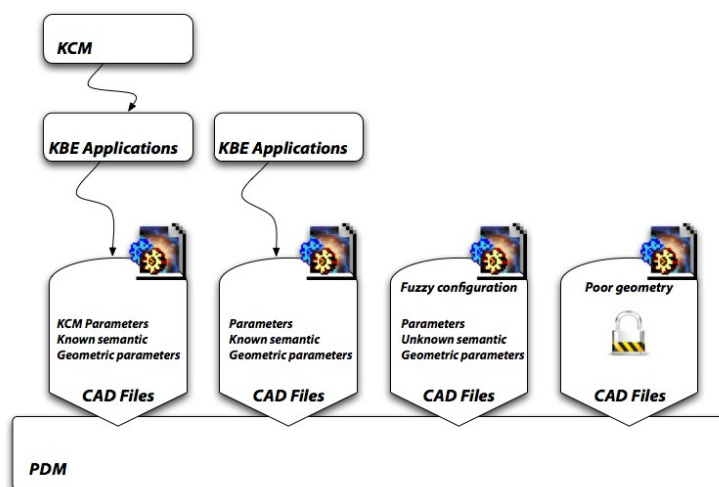 KCM
KBE Applications
KBE Applications
KCM Parameters
Known semantic
Geometric parameters
CAD Files
Parameters
Known semantic
Geometric parameters
CAD Files
Fuzzy configuration
Parameters
Unknown semantic
Geometric parameters
CAD Files
Poor geometry
CAD Files
PDM